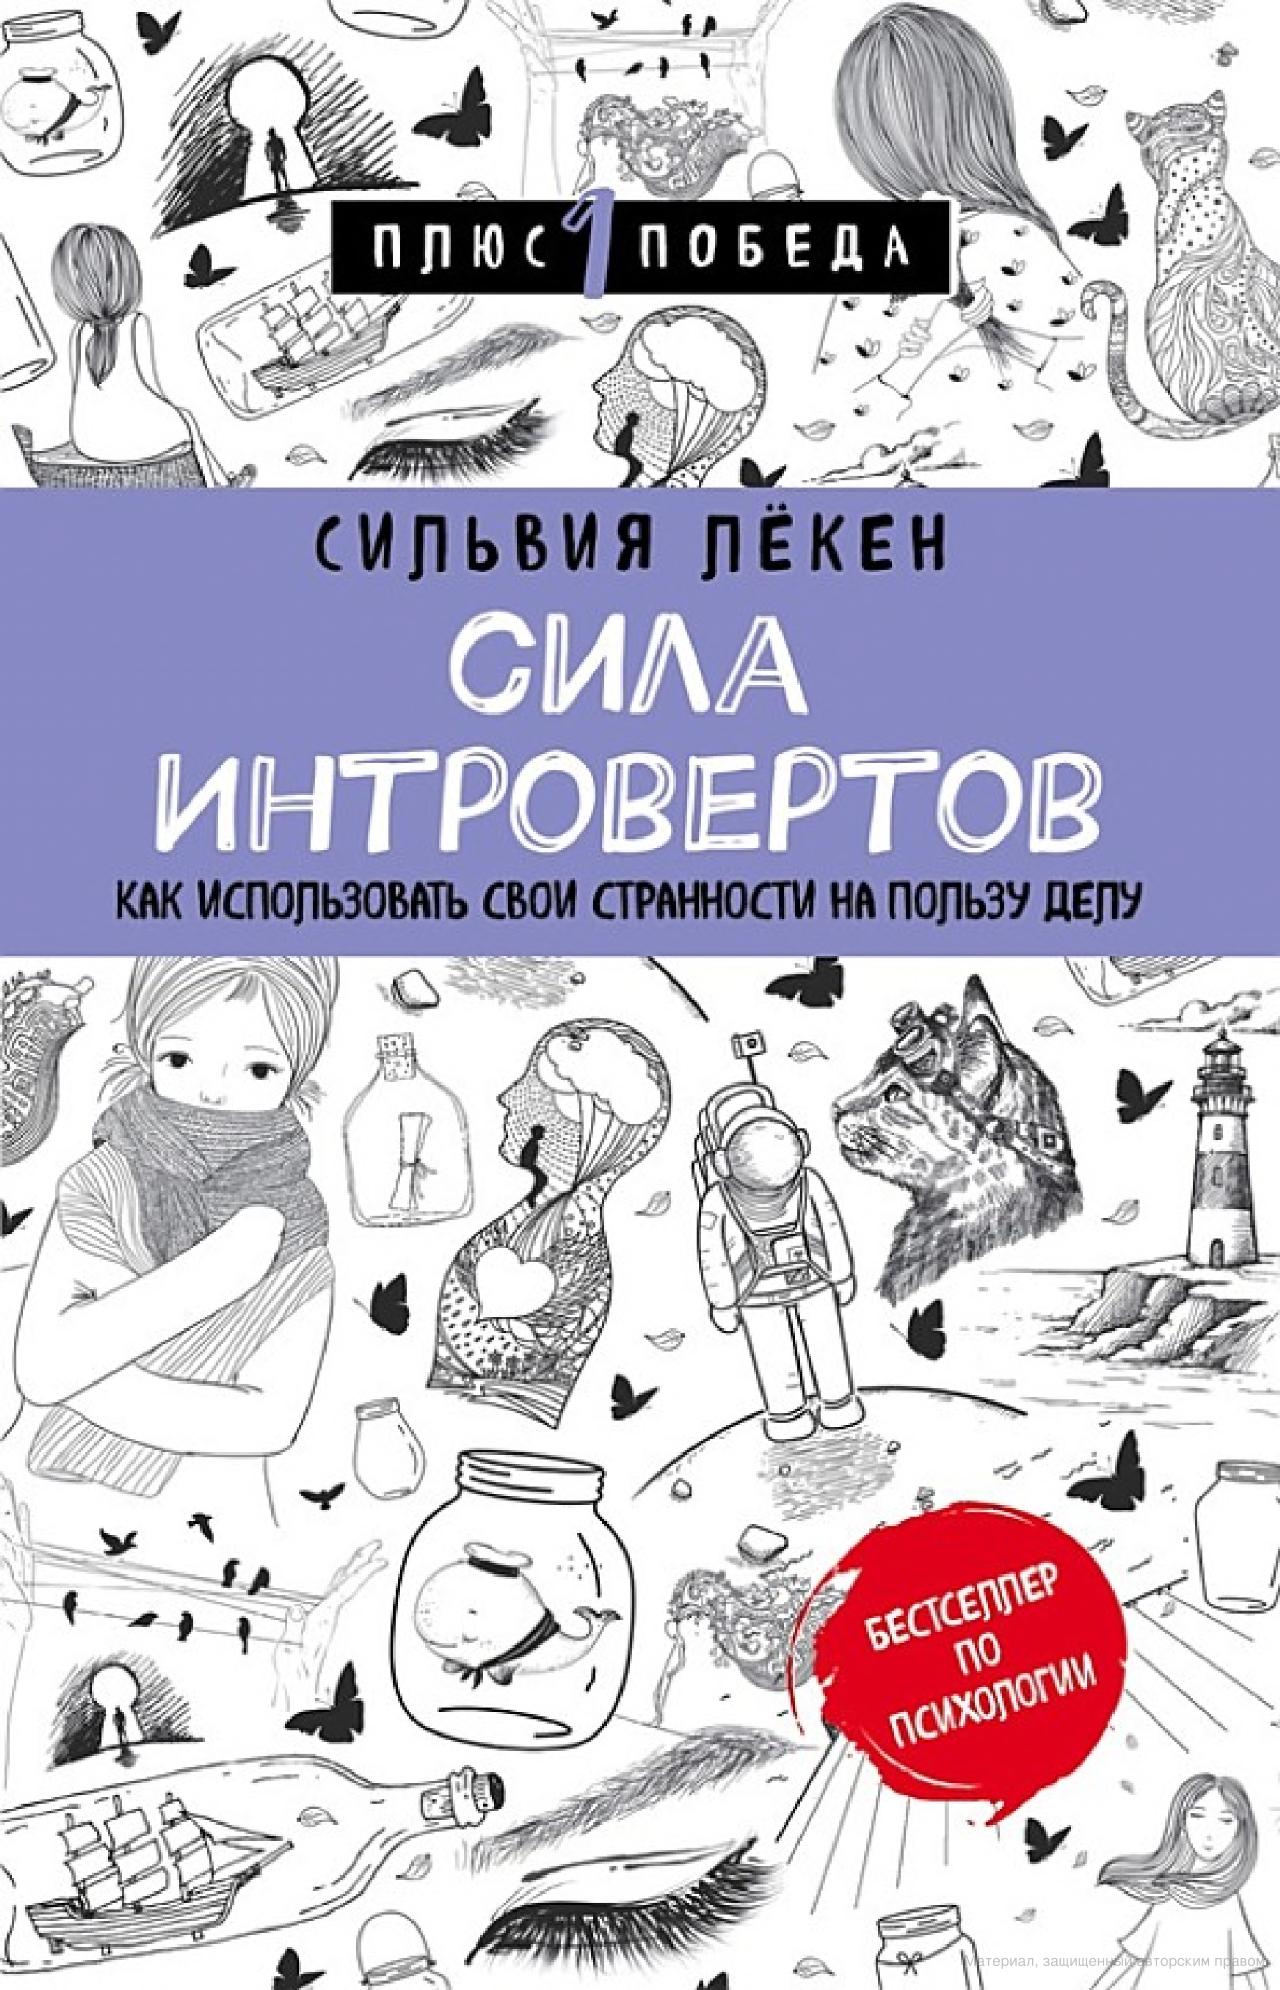 ПЛЮС 1 ПОБЕДА
СИЛЬВИЯ ЛЁКЕН
СИЛА
ИНТРОВЕРТОВ
КАК ИСПОЛЬЗОВАТЬ СВОИ СТРАННОСТИ НА ПОЛЬЗУ ДЕЛУ
БЕСТСЕЛЛЕР
ПО
ПСИХОЛОГИИ
Материал, защищенный авторским правом